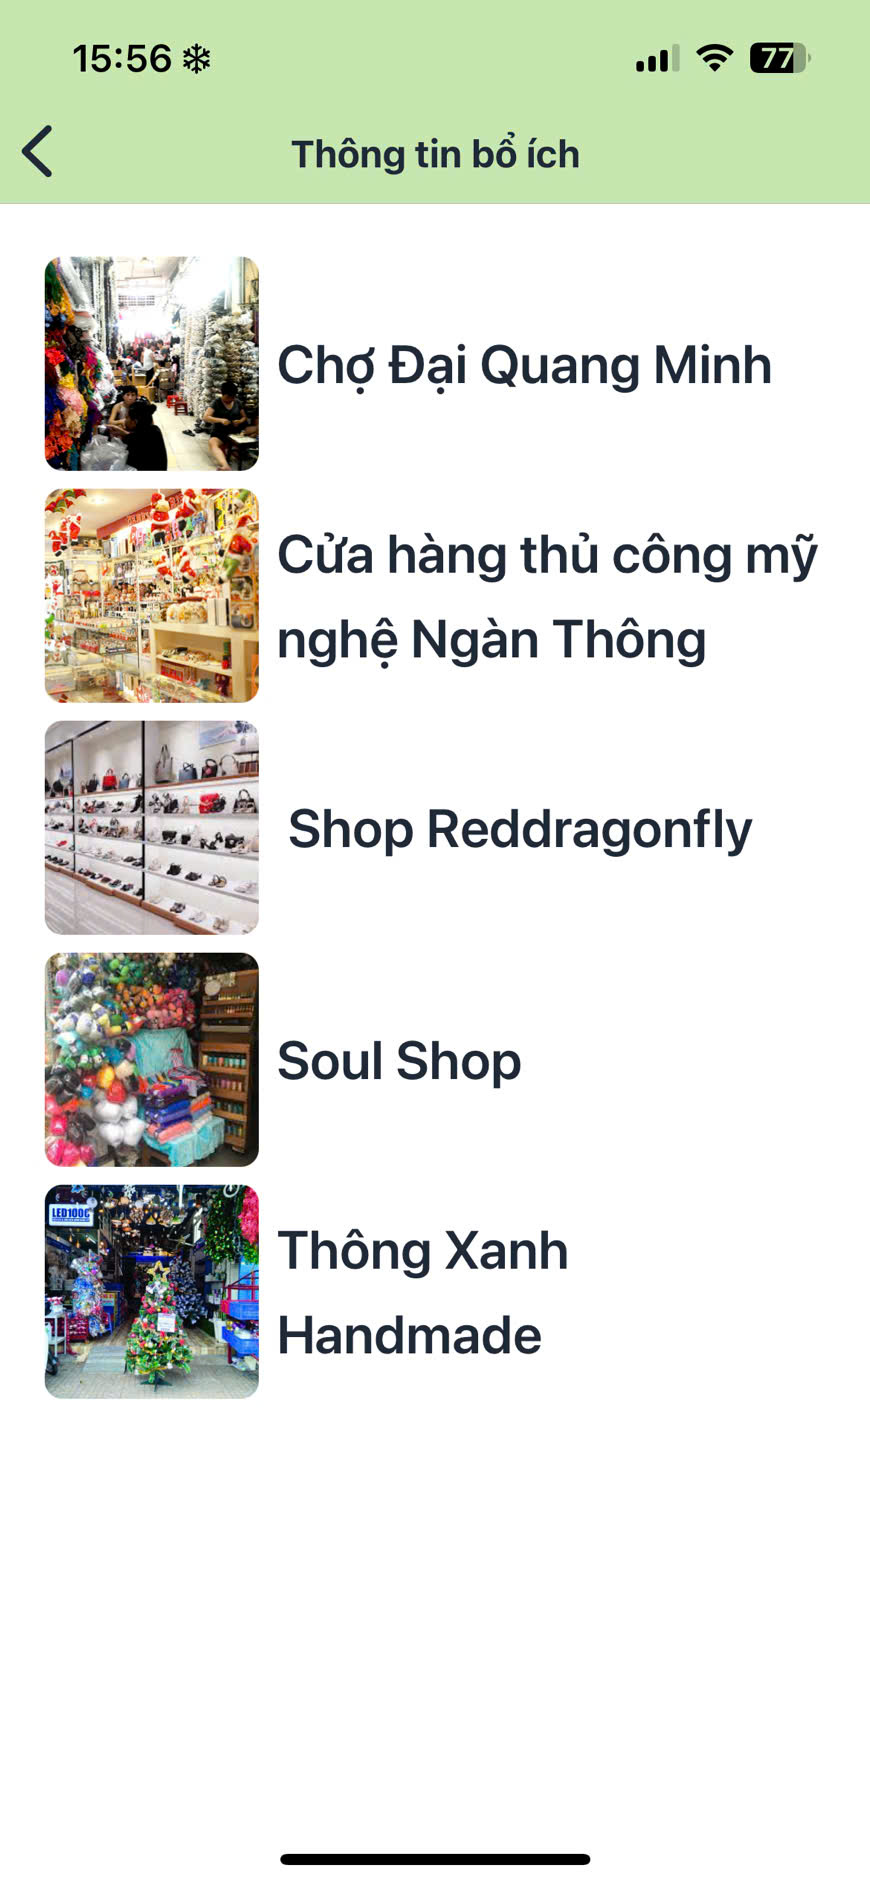 15:56
77
Thông tin bổ ích
Chợ Đại Quang Minh
Cửa hàng thủ công mỹ
nghệ Ngàn Thông
Shop Reddragonfly
Soul Shop
LED100C
Thông Xanh
Handmade